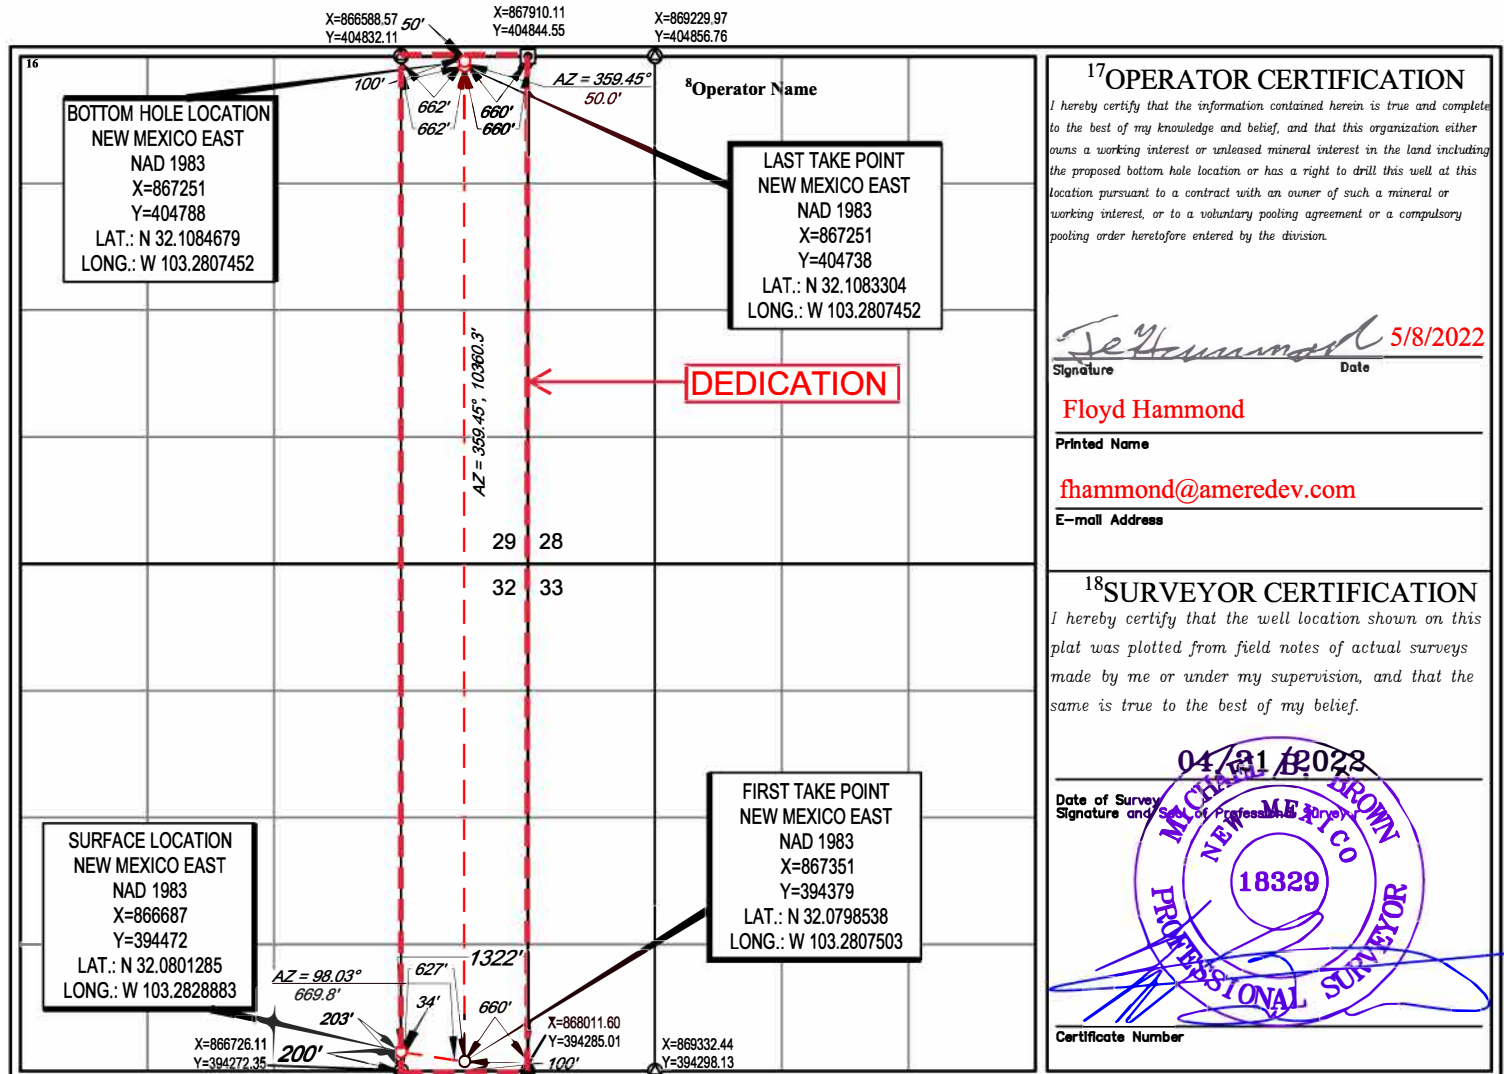 X=866588.57
Y=404832.11
50'
X=867910.11
Y=404844.55
X=869229.97
Y=404856.76
16
100'
662'
662'
660'
660'
AZ = 359.45°
50.0'
8Operator Name
BOTTOM HOLE LOCATION
NEW MEXICO EAST
NAD 1983
X=867251
Y=404788
LAT.: N 32.1084679
LONG.: W 103.2807452
LAST TAKE POINT
NEW MEXICO EAST
NAD 1983
X=867251
Y=404738
LAT.: N 32.1083304
LONG.: W 103.2807452
DEDICATION
AZ = 359.45°, 10360.3'
29 28
32 33
FIRST TAKE POINT
NEW MEXICO EAST
NAD 1983
X=867351
Y=394379
LAT.: N 32.0798538
LONG.: W 103.2807503
SURFACE LOCATION
NEW MEXICO EAST
NAD 1983
X=866687
Y=394472
LAT.: N 32.0801285
LONG.: W 103.2828883
1322'
AZ = 98.03°
669.8'
627'
34'
203'
660'
200'
100'
X=866726.11
Y=394272.35
X=868011.60
Y=394285.01
X=869332.44
Y=394298.13
17OPERATOR CERTIFICATION
I hereby certify that the information contained herein is true and complete
to the best of my knowledge and belief, and that this organization either
owns a working interest or unleased mineral interest in the land including
the proposed bottom hole location or has a right to drill this well at this
location pursuant to a contract with an owner of such a mineral or
working interest, or to a voluntary pooling agreement or a compulsory
pooling order heretofore entered by the division.
5/8/2022
Signature Date
Floyd Hammond
Printed Name
fhammond@ameredev.com
E-mail Address
18SURVEYOR CERTIFICATION
I hereby certify that the well location shown on this
plat was plotted from field notes of actual surveys
made by me or under my supervision, and that the
same is true to the best of my belief.
04/21/2022
Date of Survey
Signature and Seal of Professional Surveyor
MICHAEL B. BROWN
NEW MEXICO
18329
PROFESSIONAL SURVEYOR
Certificate Number